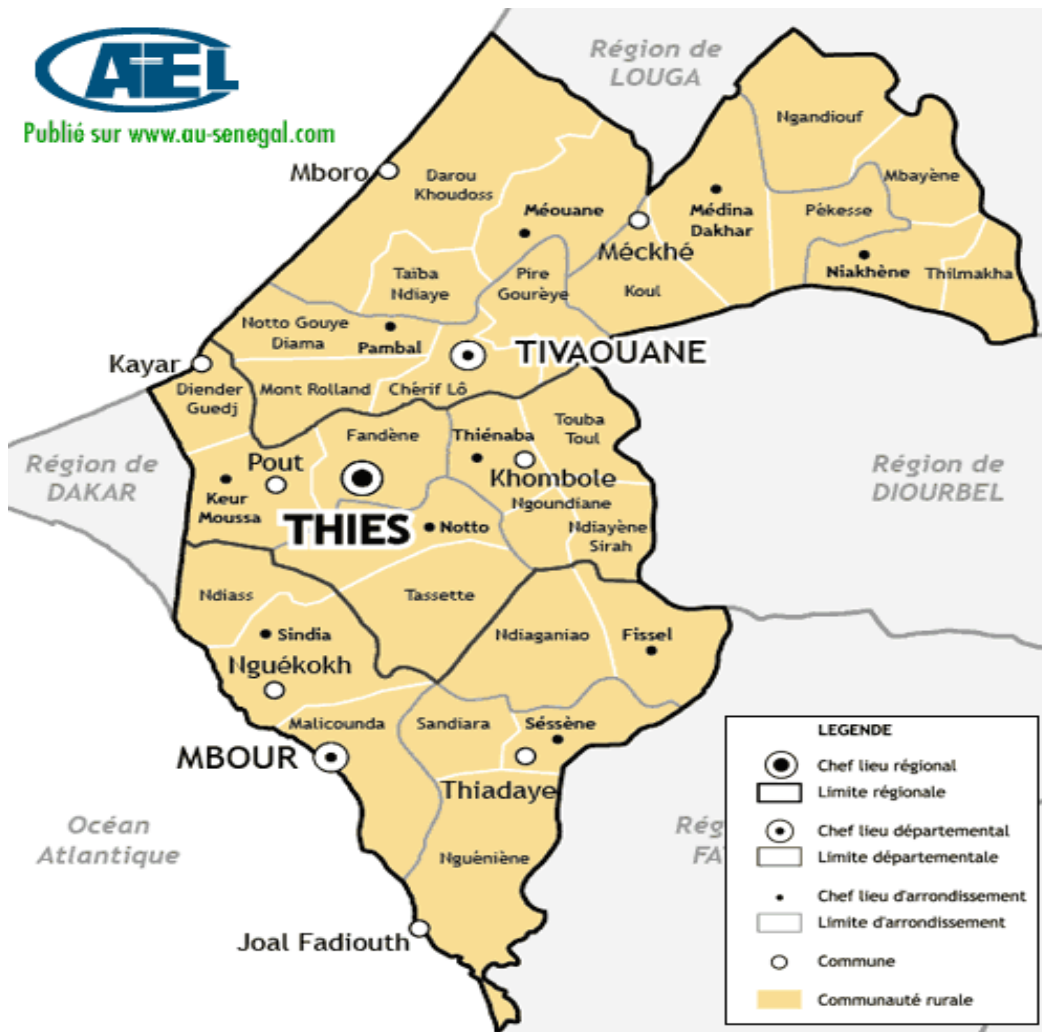 ATEL
Publié sur www.au-senegal.com
Région de
LOUGA
Ngandiouf
Mboro
Darou
Khoudoss
Mbayène
Méouane
Médina
Dakhar
Pékesse
Méckhé
Niakhène
Thilmakha
Taïba
Ndiaye
Pire
Gourèye
Koul
Notto Gouye
Diama
Pambal
TIVAOUANE
Kayar
Diender
Guedj
Mont Rolland
Chérif Lô
Touba
Toul
Fandène
Thiénaba
Région de
DAKAR
Pout
Khombole
Région de
DIOURBEL
Keur
Moussa
THIES
Notto
Ngoundiane
Ndiayène
Sirah
Ndiass
Tassette
Sindia
Ndiaganiao
Fissel
Nguékokh
Malicounda
Sandiara
Séssène
MBOUR
Thiadaye
Océan
Atlantique
Nguéniène
Joal Fadiouth
LEGENDE
Chef lieu régional
Limite régionale
Chef lieu départemental
Limite départementale
Chef lieu d'arrondissement
Limite d'arrondissement
Commune
Communauté rurale